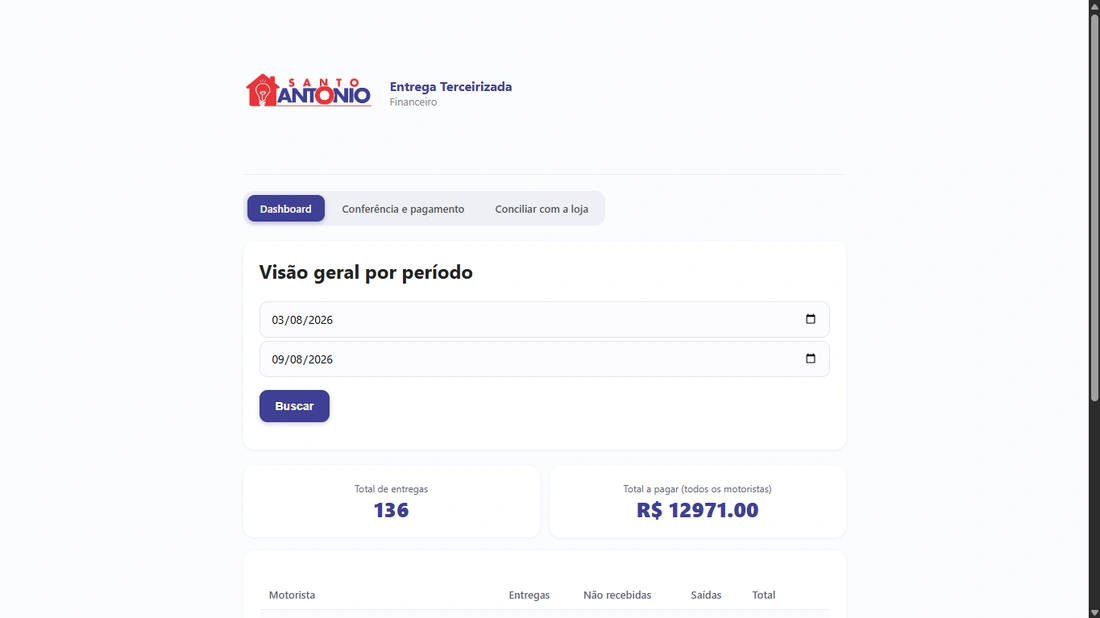 SANTO
ANTONIO
Entrega Terceirizada
Financeiro
Dashboard
Conferência e pagamento
Conciliar com a loja
Visão geral por período
03/08/2026
09/08/2026
Buscar
Total de entregas
136
Total a pagar (todos os motoristas)
R$ 12971.00
Motorista Entregas Não recebidas Saídas Total